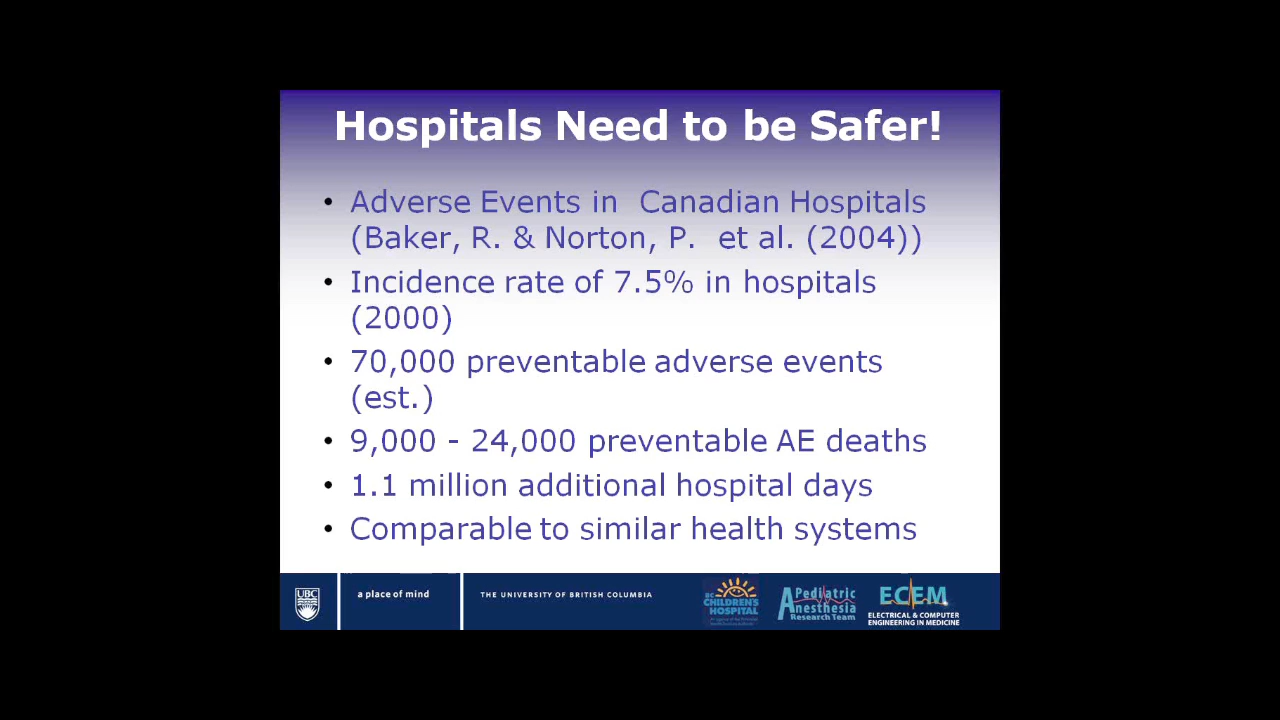 Hospitals Need to be Safer!
• Adverse Events in Canadian Hospitals
(Baker, R. & Norton, P. et al. (2004))
• Incidence rate of 7.5% in hospitals
(2000)
• 70,000 preventable adverse events
(est.)
• 9,000 - 24,000 preventable AE deaths
• 1.1 million additional hospital days
• Comparable to similar health systems
UBC
a place of mind
THE UNIVERSITY OF BRITISH COLUMBIA
BC
CHILDREN'S
HOSPITAL
Pediatric
Anesthesia
Research Team
ECEM
ELECTRICAL & COMPUTER
ENGINEERING IN MEDICINE